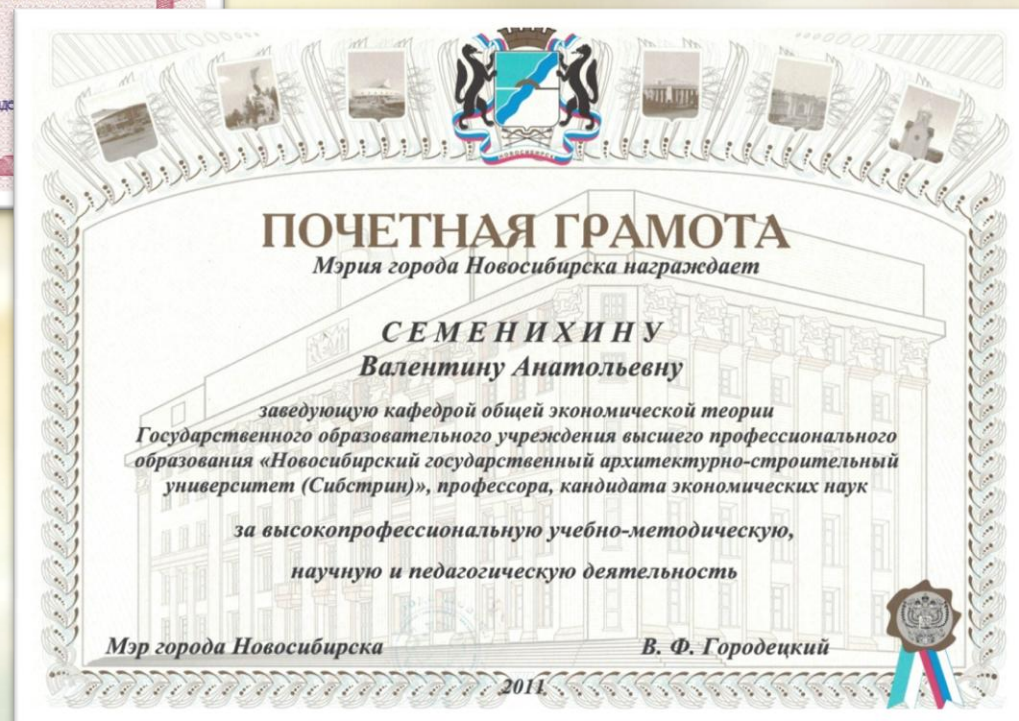 НОВОСИБИРСК
ПОЧЕТНАЯ ГРАМОТА
Мэрия города Новосибирска награждает
СЕМЕНИХИНУ
Валентину Анатольевну
заведующую кафедрой общей экономической теории
Государственного образовательного учреждения высшего профессионального
образования «Новосибирский государственный архитектурно-строительный
университет (Сибстрин)», профессора, кандидата экономических наук
за высокопрофессиональную учебно-методическую,
научную и педагогическую деятельность
Мэр города Новосибирска
В. Ф. Городецкий
2011